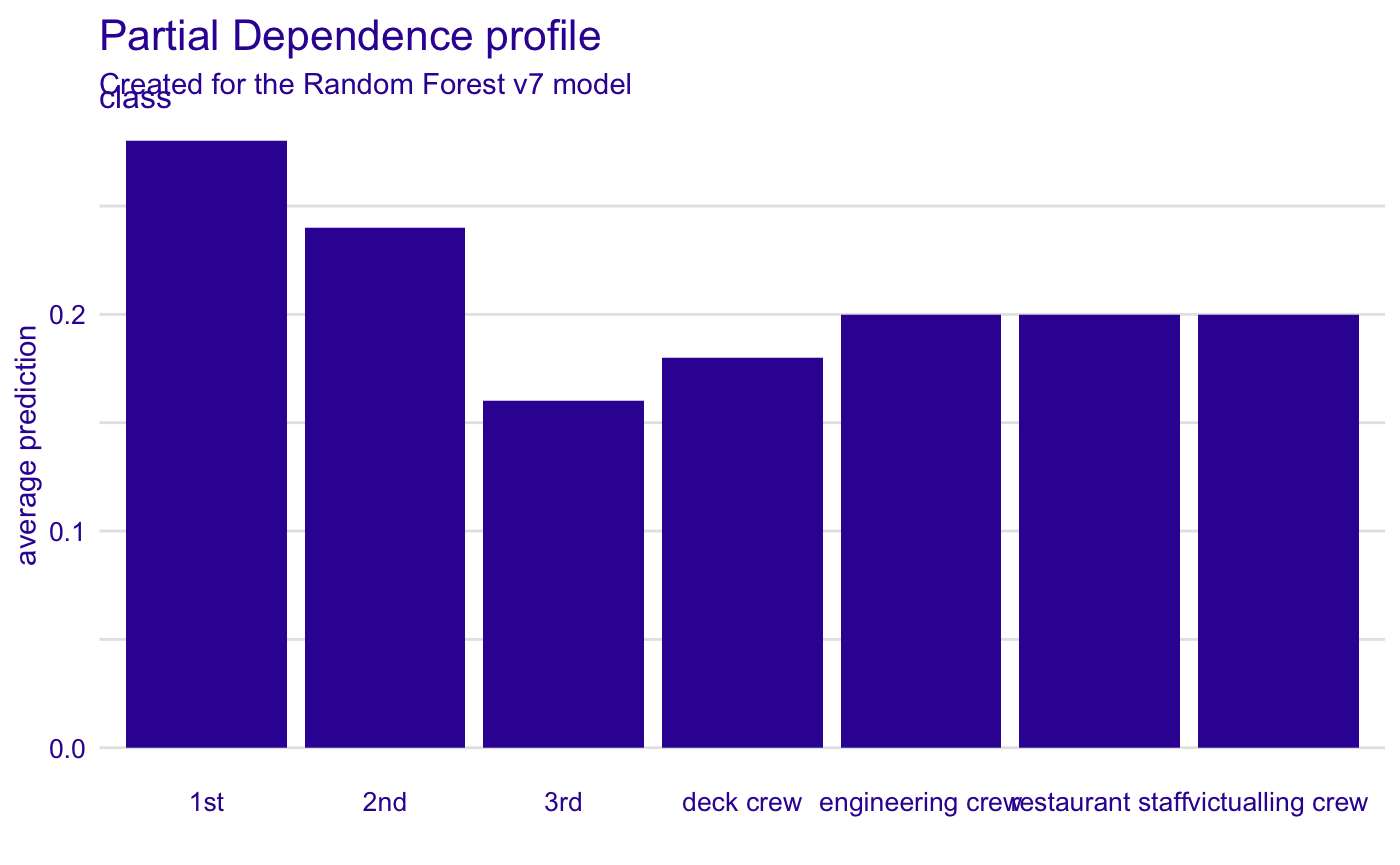 Partial Dependence profile
Created for the Random Forest v7 model
class
average prediction
0.2
0.1
0.0
1st
2nd
3rd
deck crew
engineering crew
restaurant staff
victualling crew